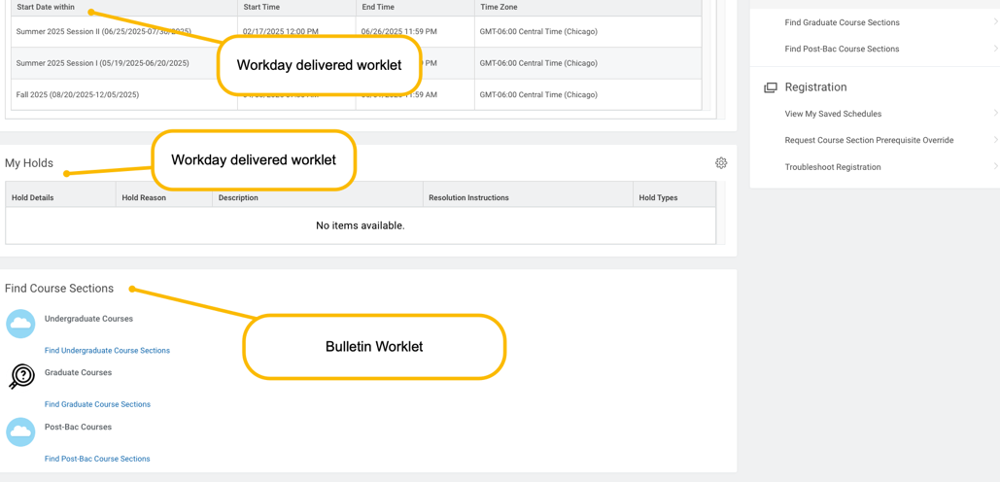 Start Date within Start Time End Time Time Zone
Summer 2025 Session II (06/25/2025-07/30/2025) 02/17/2025 12:00 PM 06/26/2025 11:59 PM GMT-06:00 Central Time (Chicago)
Workday delivered worklet
Summer 2025 Session I (05/19/2025-06/20/2025) PM GMT-06:00 Central Time (Chicago)
Fall 2025 (08/20/2025-12/05/2025) AM GMT-06:00 Central Time (Chicago)
My Holds
Workday delivered worklet
Hold Details Hold Reason Description Resolution Instructions Hold Types
No items available.
Find Course Sections
Undergraduate Courses
Find Undergraduate Course Sections
Bulletin Worklet
Graduate Courses
Find Graduate Course Sections
Post-Bac Courses
Find Post-Bac Course Sections
Find Graduate Course Sections
Find Post-Bac Course Sections
Registration
View My Saved Schedules
Request Course Section Prerequisite Override
Troubleshoot Registration